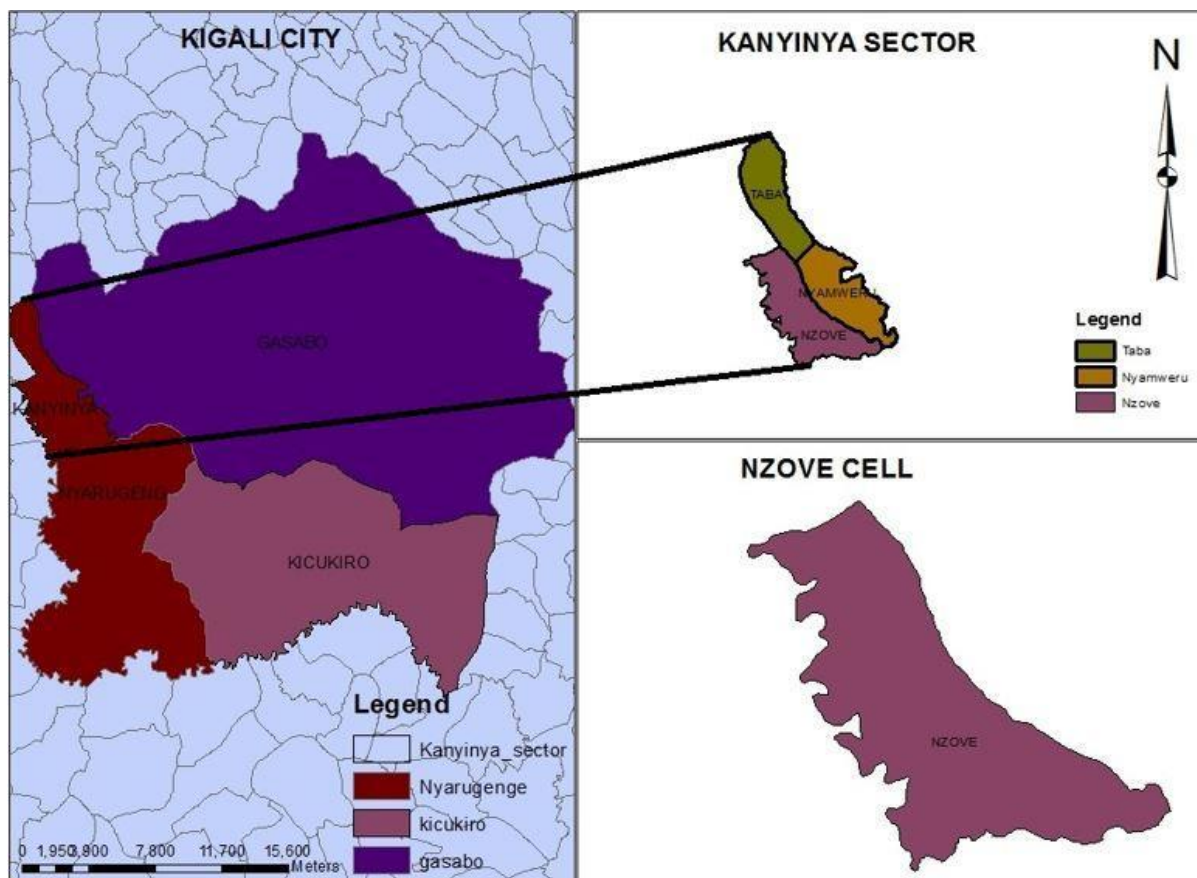 KIGALI CITY
GASABO
KANYINYA
NYARUGENG
KICUKIRO
Legend
Kanyinya_sector
Nyarugenge
kicukiro
gasabo
0 1,950 3,900 7,800 11,700 15,600
Meters
KANYINYA SECTOR
N
TABA
NYAMWERU
NZOVE
Legend
Taba
Nyamweru
Nzove
NZOVE CELL
NZOVE